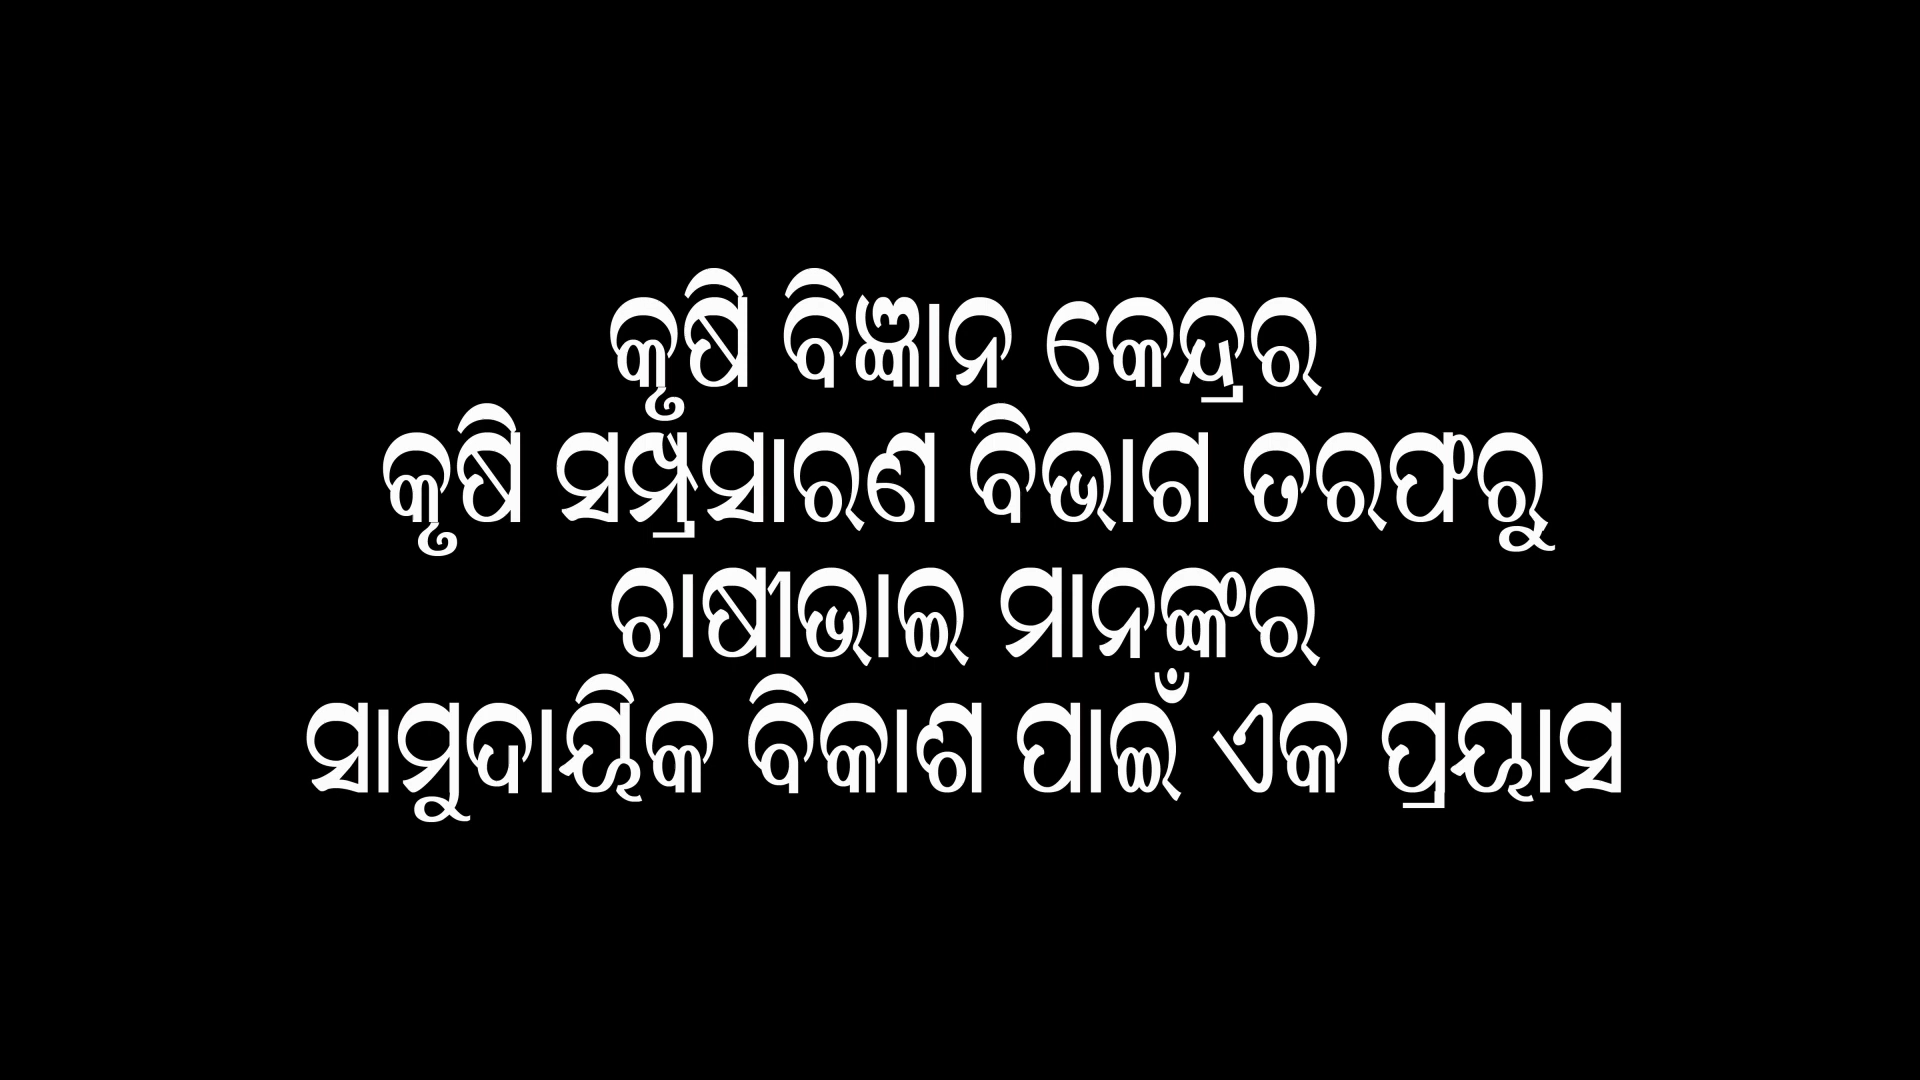 କୃଷି ବିଜ୍ଞାନ କେନ୍ଦ୍ରର
କୃଷି ସମ୍ପ୍ରସାରଣ ବିଭାଗ ତରଫରୁ
ଚାଷୀଭାଇ ମାନଙ୍କର
ସାମୁଦାୟିକ ବିକାଶ ପାଇଁ ଏକ ପ୍ରୟାସ